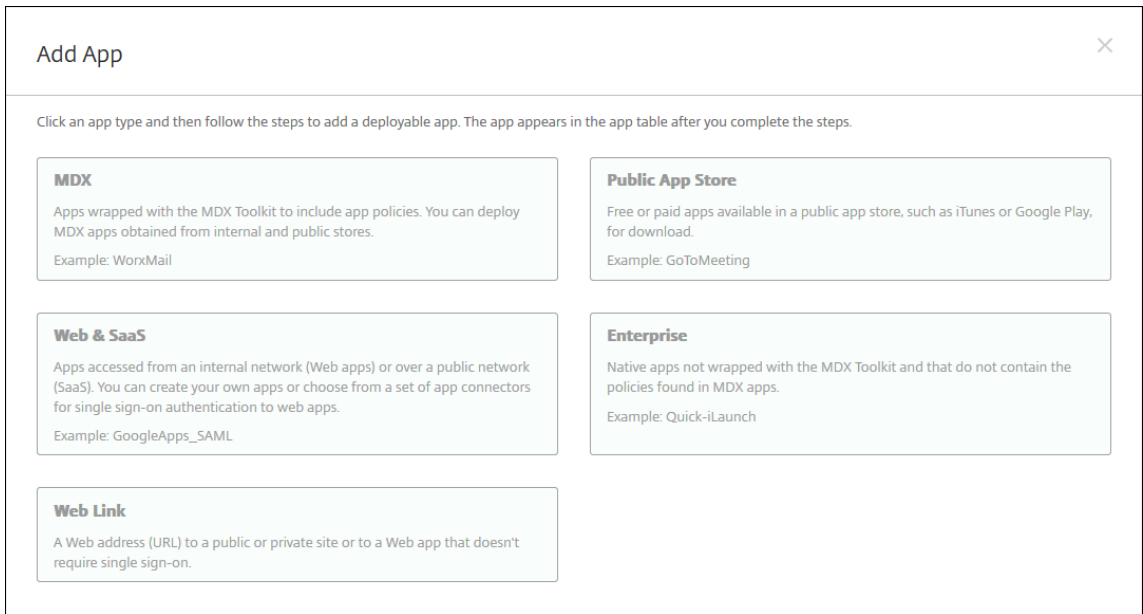 Add App
Click an app type and then follow the steps to add a deployable app. The app appears in the app table after you complete the steps.
MDX
Apps wrapped with the MDX Toolkit to include app policies. You can deploy
MDX apps obtained from internal and public stores.
Example: WorxMail
Public App Store
Free or paid apps available in a public app store, such as iTunes or Google Play,
for download.
Example: GoToMeeting
Web & SaaS
Apps accessed from an internal network (Web apps) or over a public network
(SaaS). You can create your own apps or choose from a set of app connectors
for single sign-on authentication to web apps.
Example: GoogleApps_SAML
Enterprise
Native apps not wrapped with the MDX Toolkit and that do not contain the
policies found in MDX apps.
Example: Quick-iLaunch
Web Link
A Web address (URL) to a public or private site or to a Web app that doesn't
require single sign-on.